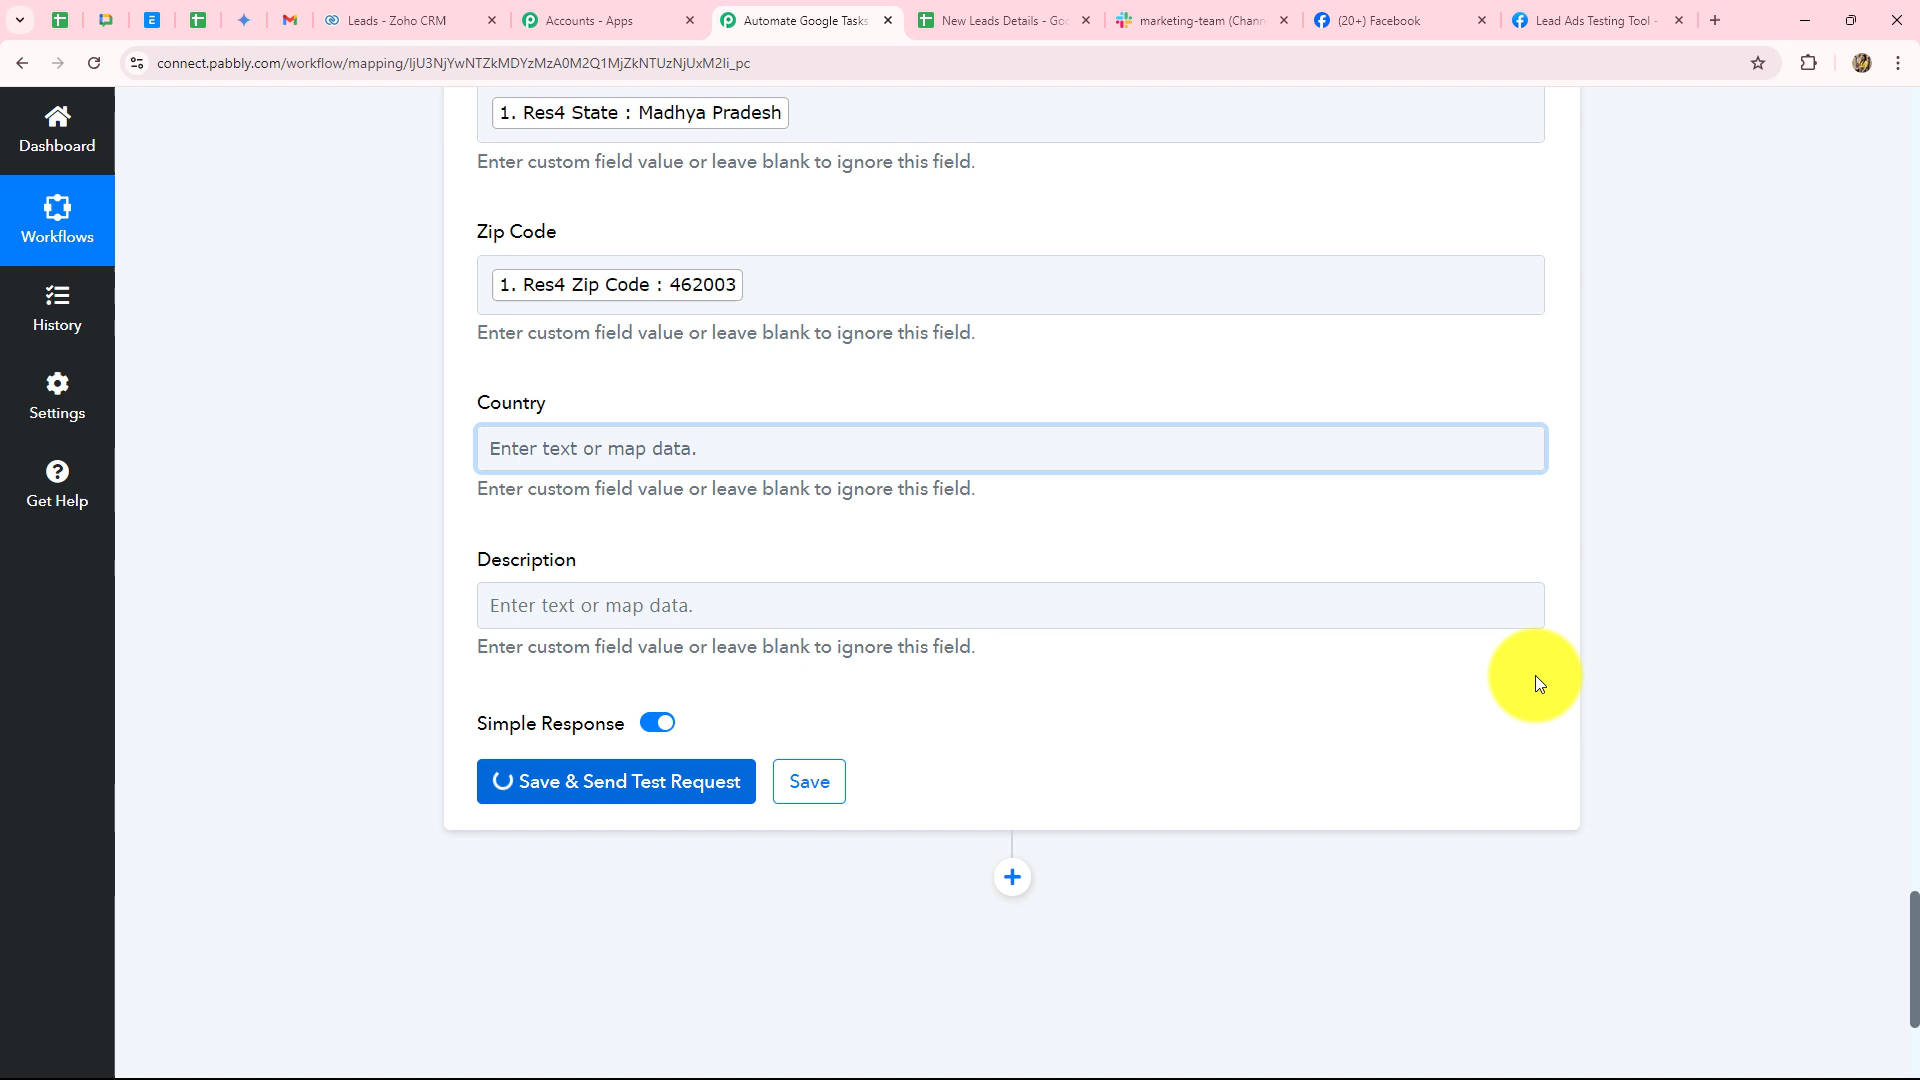 Leads - Zoho CRM
Accounts - Apps
Automate Google Tasks
New Leads Details - Goo
marketing-team (Chann
(20+) Facebook
Lead Ads Testing Tool -
connect.pabbly.com/workflow/mapping/IjU3NjYwNTZkMDYzMzA0M2Q1MjZkNTUzNjUxM2Ii_pc
Dashboard
Workflows
History
Settings
Get Help
1. Res4 State : Madhya Pradesh
Enter custom field value or leave blank to ignore this field.
Zip Code
1. Res4 Zip Code : 462003
Enter custom field value or leave blank to ignore this field.
Country
Enter text or map data.
Enter custom field value or leave blank to ignore this field.
Description
Enter text or map data.
Enter custom field value or leave blank to ignore this field.
Simple Response
Save & Send Test Request
Save